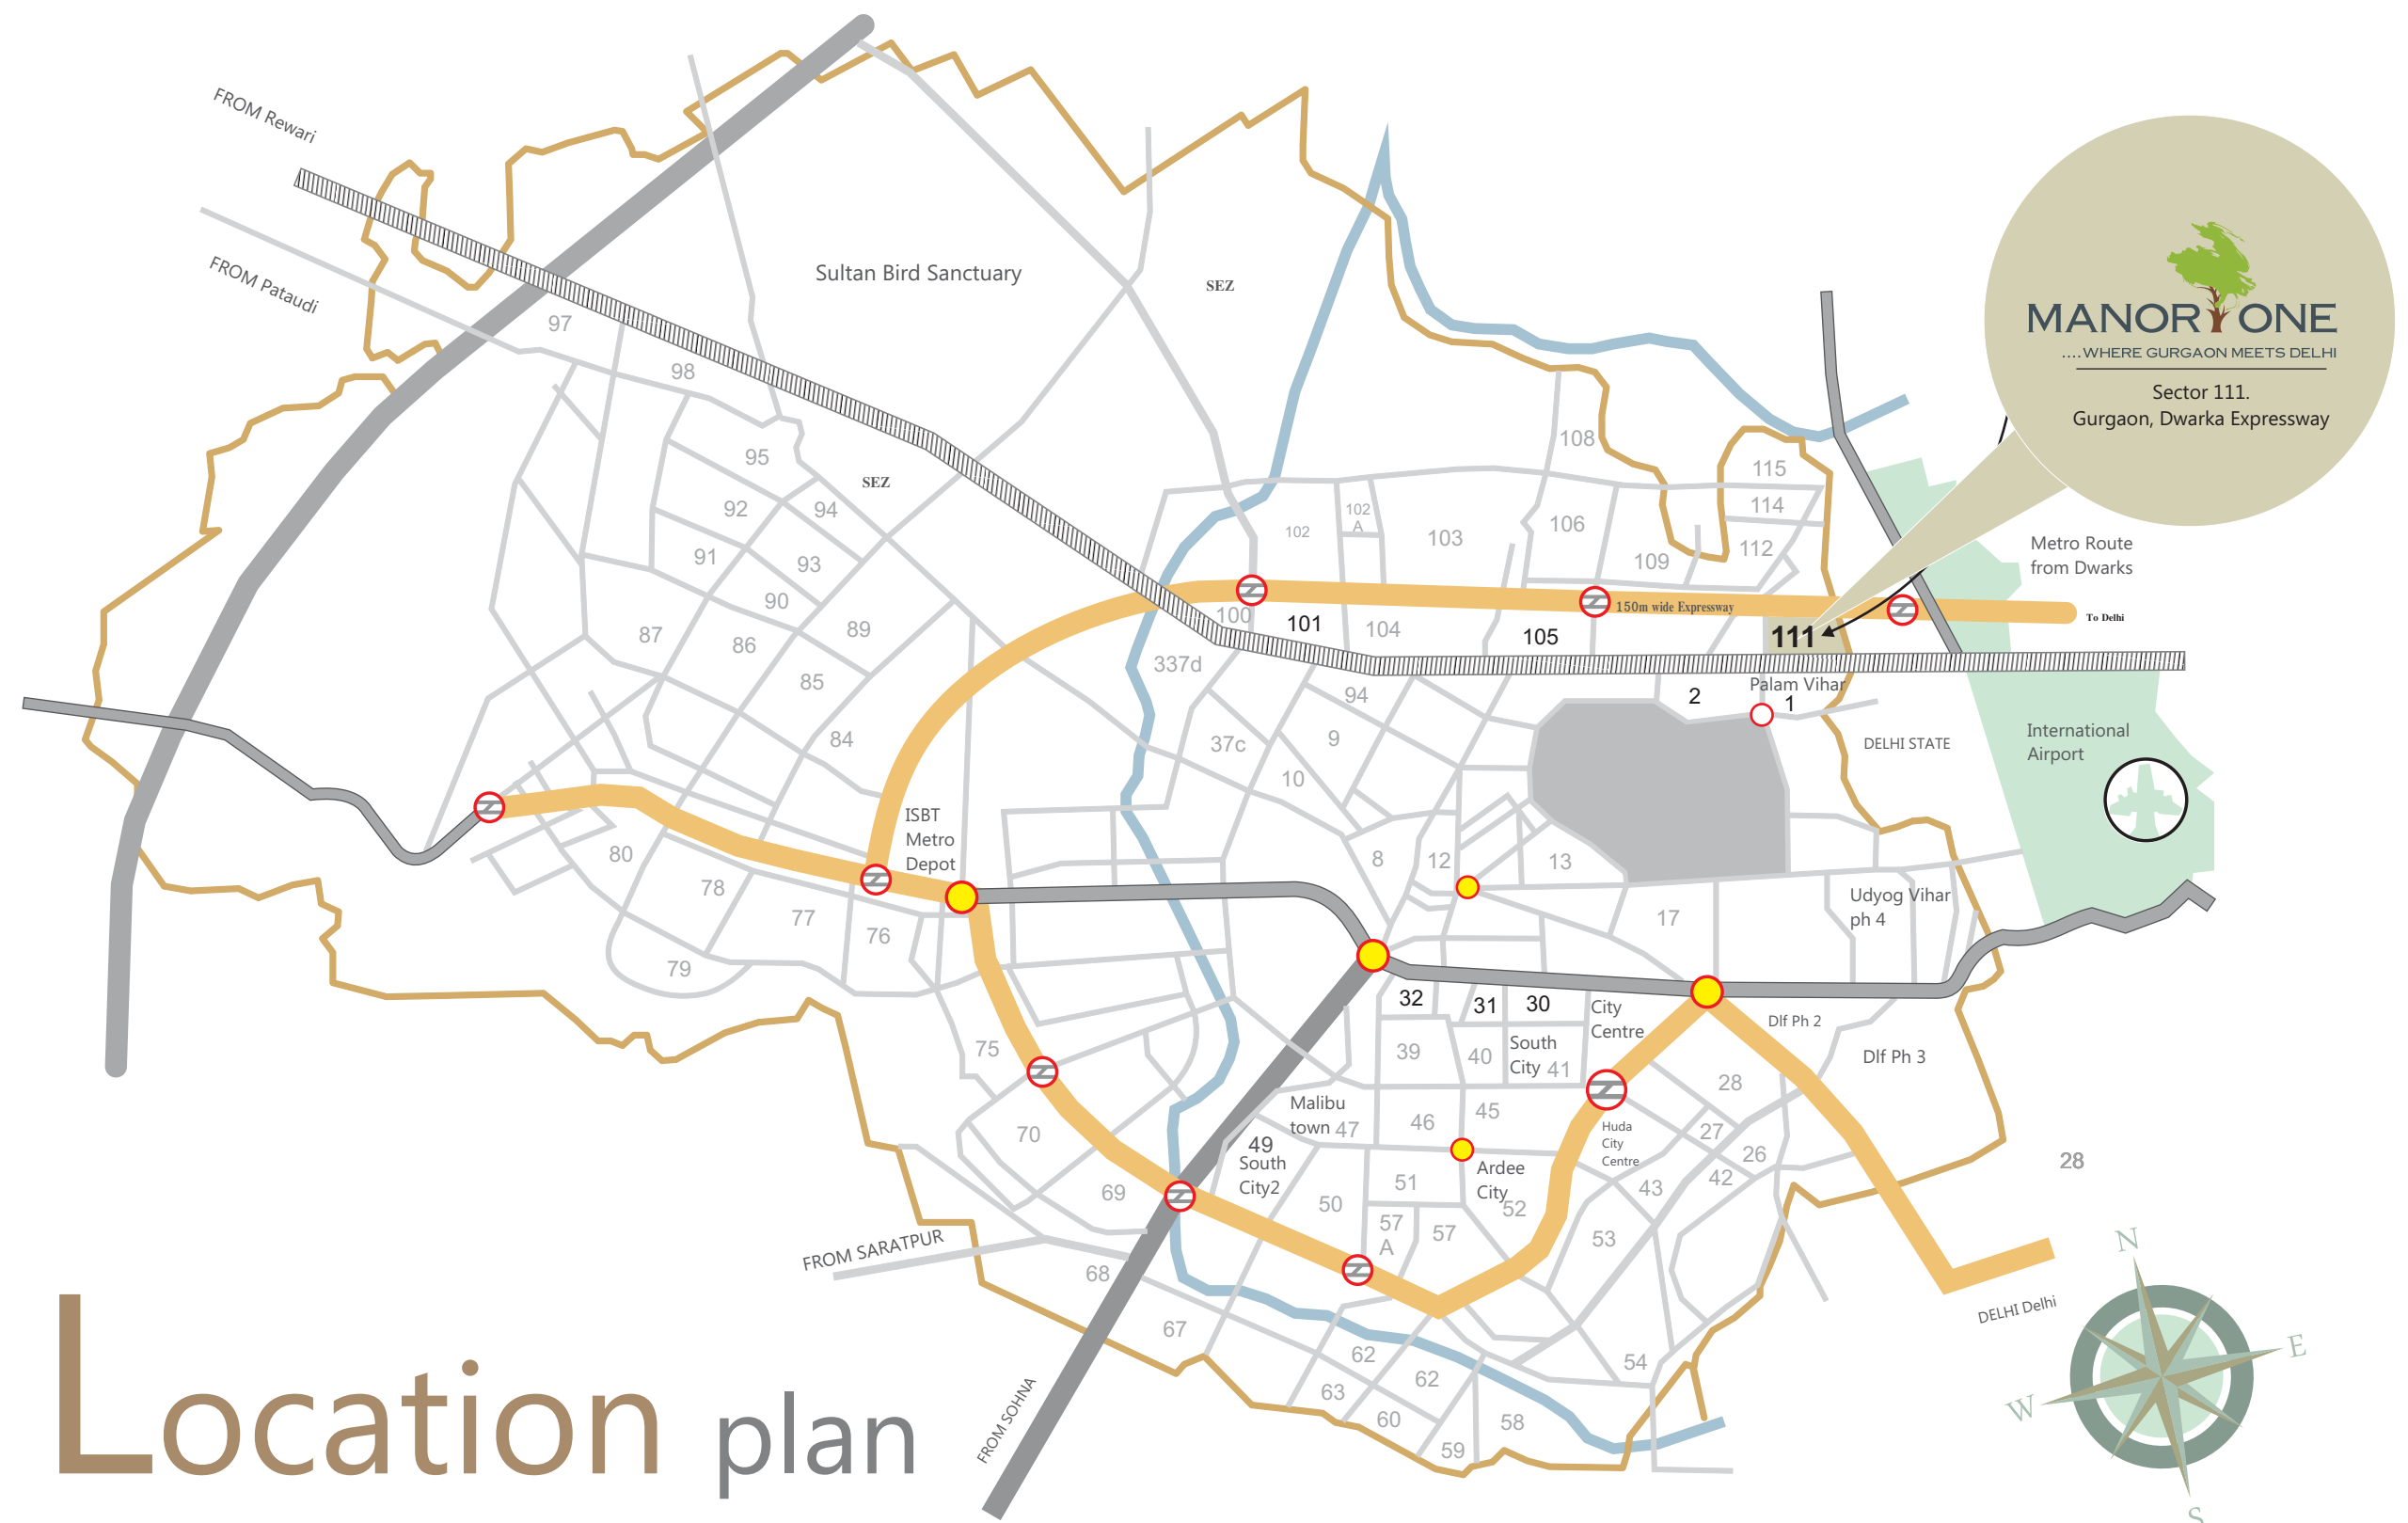 FROM Rewari
FROM Pataudi
Sultan Bird Sanctuary
SEZ
MANOR ONE
....WHERE GURGAON MEETS DELHI
Sector 111.
Gurgaon, Dwarka Expressway
97
98
95
SEZ
108
115
92
94
102
102
A
103
106
114
91
93
109
112
Metro Route
from Dwarks
90
100
101
104
105
150m wide Expressway
111
To Delhi
87
86
89
337d
85
94
2
Palam Vihar
1
84
37c
9
10
DELHI STATE
International
Airport
ISBT
Metro
Depot
80
78
77
76
79
8
12
13
17
Udyog Vihar
ph 4
32
31
30
City
Centre
Dlf Ph 2
Dlf Ph 3
75
39
40
South
City 41
28
70
Malibu
town 47
46
45
27
26
Huda
City
Centre
49
South
City2
69
50
51
Ardee
City
52
43
42
28
57
A
57
53
FROM SARATPUR
68
67
62
62
63
60
59
58
54
DELHI Delhi
FROM SOHNA
N
E
W
S
Location plan